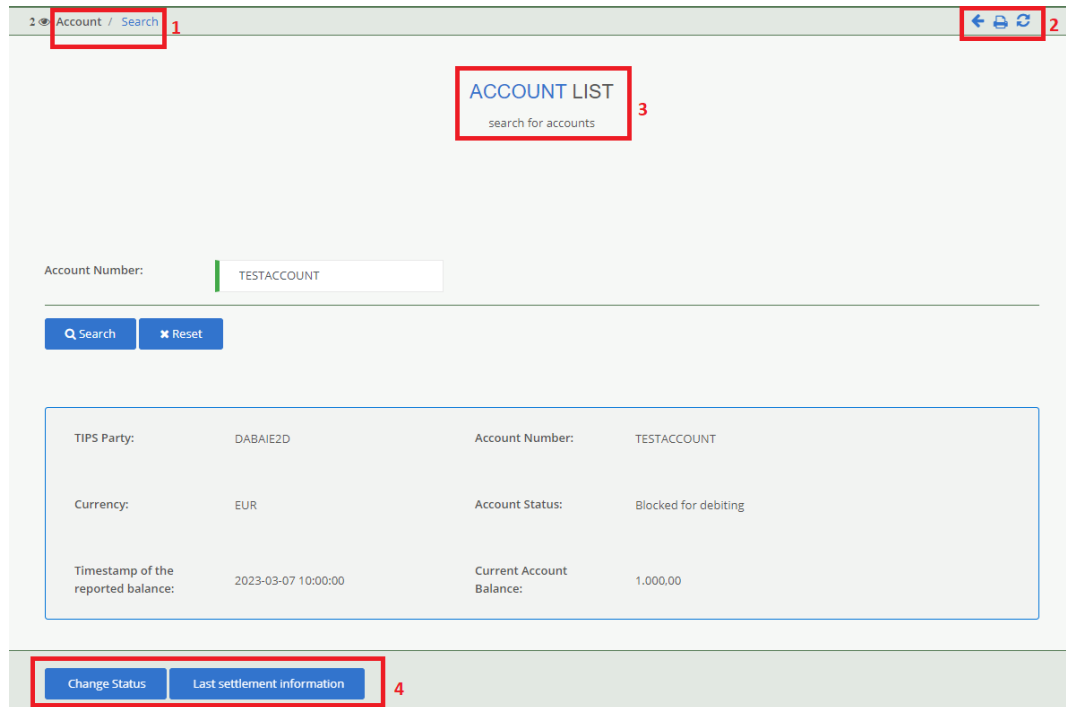 2 Account / Search 1
2
ACCOUNT LIST
search for accounts
3
Account Number: TESTACCOUNT
Search Reset
TIPS Party: DABAIE2D Account Number: TESTACCOUNT
Currency: EUR Account Status: Blocked for debiting
Timestamp of the reported balance: 2023-03-07 10:00:00 Current Account Balance: 1.000,00
Change Status Last settlement information 4